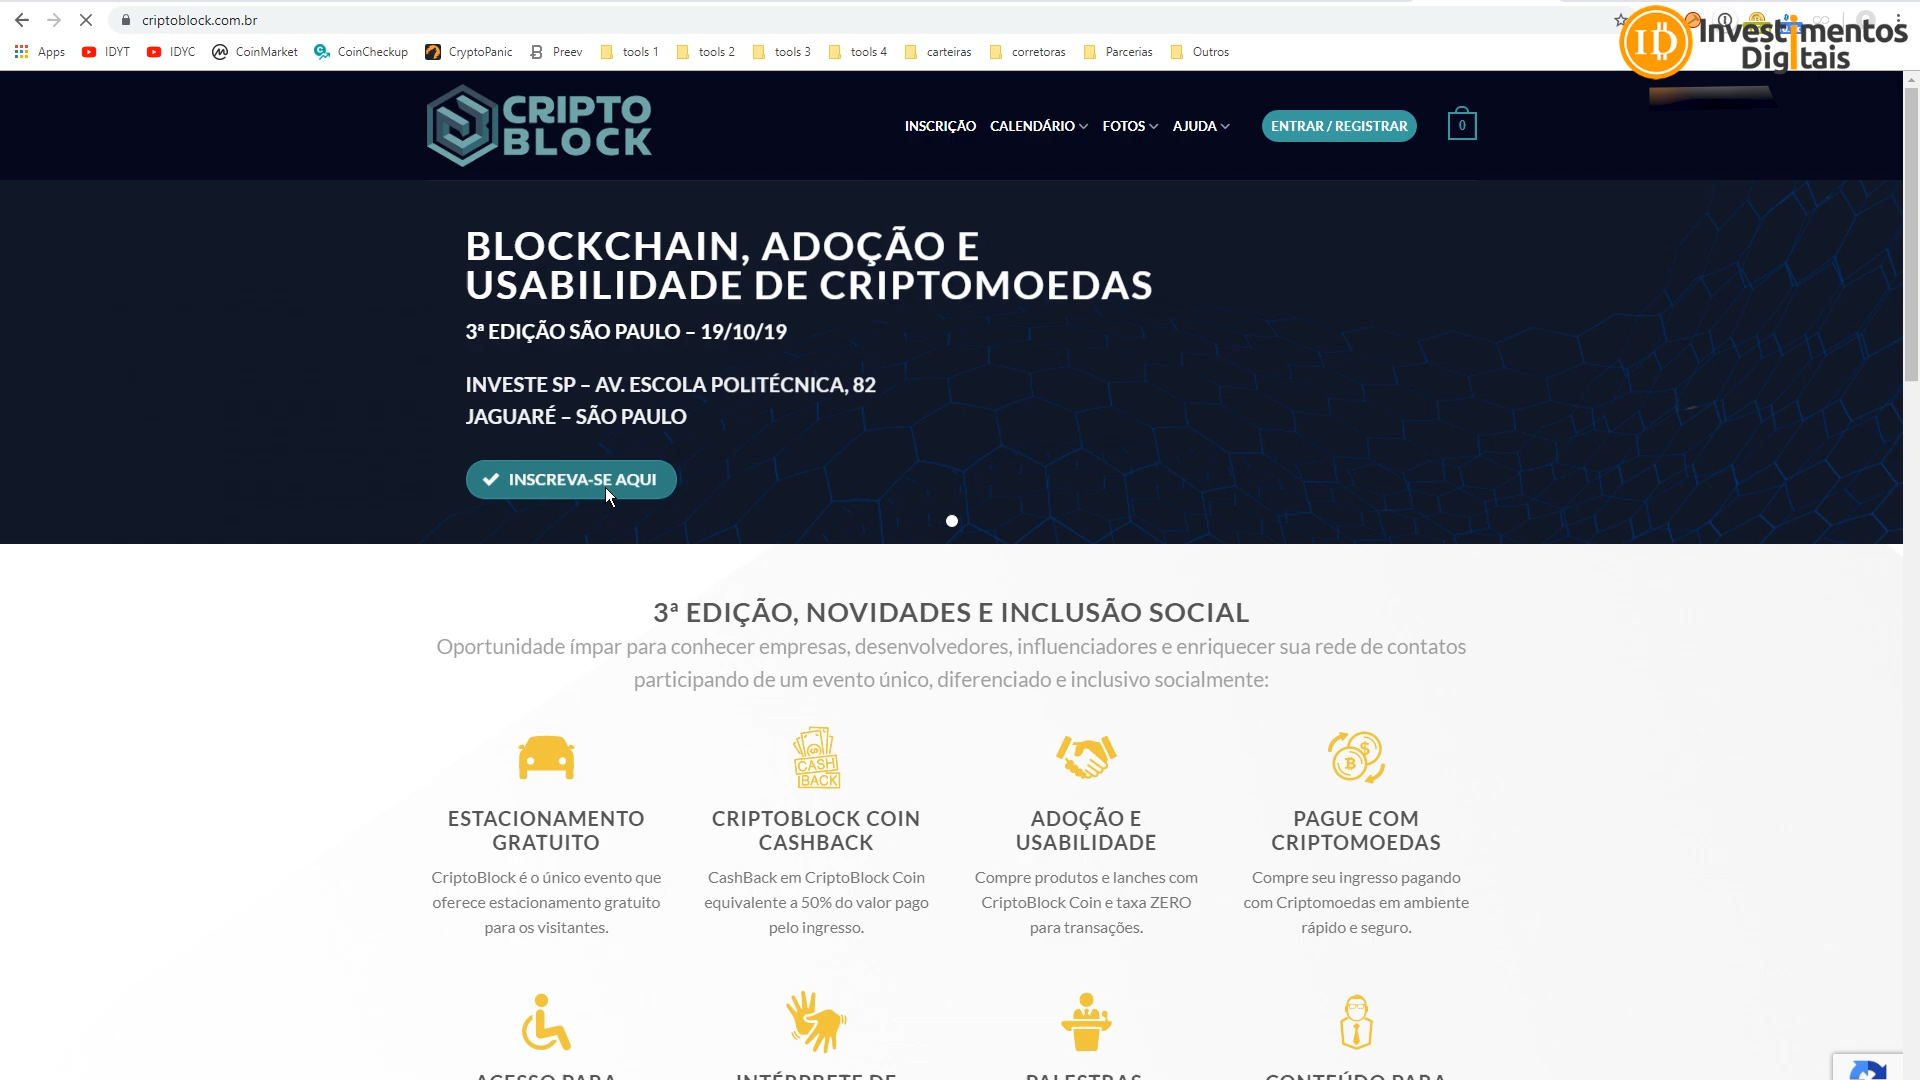 criptoblock.com.br
Apps IDYT IDYC CoinMarket CoinCheckup CryptoPanic Preev tools 1 tools 2 tools 3 tools 4 carteiras corretoras Parcerias Outros
ID Investimentos
Digitais
CRIPTO
BLOCK
INSCRIÇÃO CALENDÁRIO FOTOS AJUDA ENTRAR / REGISTRAR 0
BLOCKCHAIN, ADOÇÃO E
USABILIDADE DE CRIPTOMOEDAS
3ª EDIÇÃO SÃO PAULO – 19/10/19
INVESTE SP – AV. ESCOLA POLITÉCNICA, 82
JAGUARÉ – SÃO PAULO
INSCREVA-SE AQUI
3ª EDIÇÃO, NOVIDADES E INCLUSÃO SOCIAL
Oportunidade ímpar para conhecer empresas, desenvolvedores, influenciadores e enriquecer sua rede de contatos
participando de um evento único, diferenciado e inclusivo socialmente:
CASH
BACK
ESTACIONAMENTO
GRATUITO
CriptoBlock é o único evento que
oferece estacionamento gratuito
para os visitantes.
CRIPTOBLOCK COIN
CASHBACK
CashBack em CriptoBlock Coin
equivalente a 50% do valor pago
pelo ingresso.
ADOÇÃO E
USABILIDADE
Compre produtos e lanches com
CriptoBlock Coin e taxa ZERO
para transações.
PAGUE COM
CRIPTOMOEDAS
Compre seu ingresso pagando
com Criptomoedas em ambiente
rápido e seguro.
ACESSO PARA
INTÉRPRETE DE
PALESTRAS
CONTEÚDO PARA